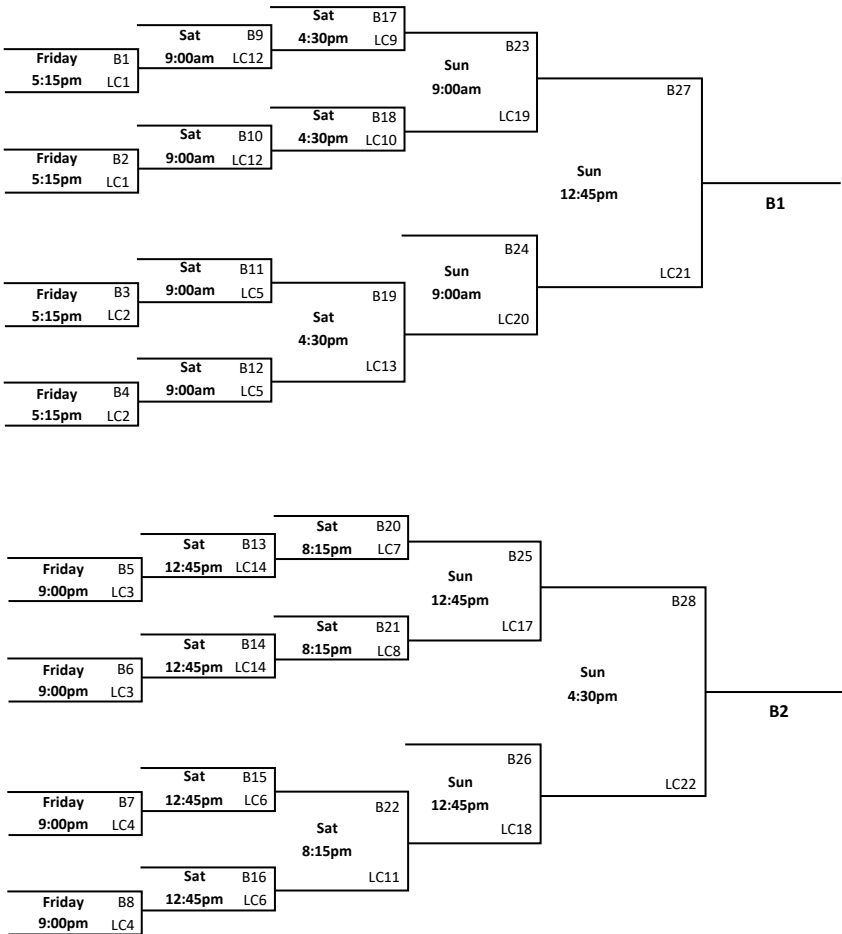 Sat B17
4:30pm LC9
Sat B9
9:00am LC12
Friday B1
5:15pm LC1
B23
Sun
9:00am
LC19
B27
Sat B18
4:30pm LC10
Sat B10
9:00am LC12
Friday B2
5:15pm LC1
Sun
12:45pm
B1
Sat B11
9:00am LC5
Friday B3
5:15pm LC2
B24
Sun
9:00am
LC20
LC21
B19
Sat
4:30pm
LC13
Sat B12
9:00am LC5
Friday B4
5:15pm LC2
Sat B20
8:15pm LC7
Sat B13
12:45pm LC14
Friday B5
9:00pm LC3
B25
Sun
12:45pm
LC17
B28
Sat B21
8:15pm LC8
Sat B14
12:45pm LC14
Friday B6
9:00pm LC3
Sun
4:30pm
B2
Sat B15
12:45pm LC6
Friday B7
9:00pm LC4
B26
Sun
12:45pm
LC18
LC22
B22
Sat
8:15pm
LC11
Sat B16
12:45pm LC6
Friday B8
9:00pm LC4